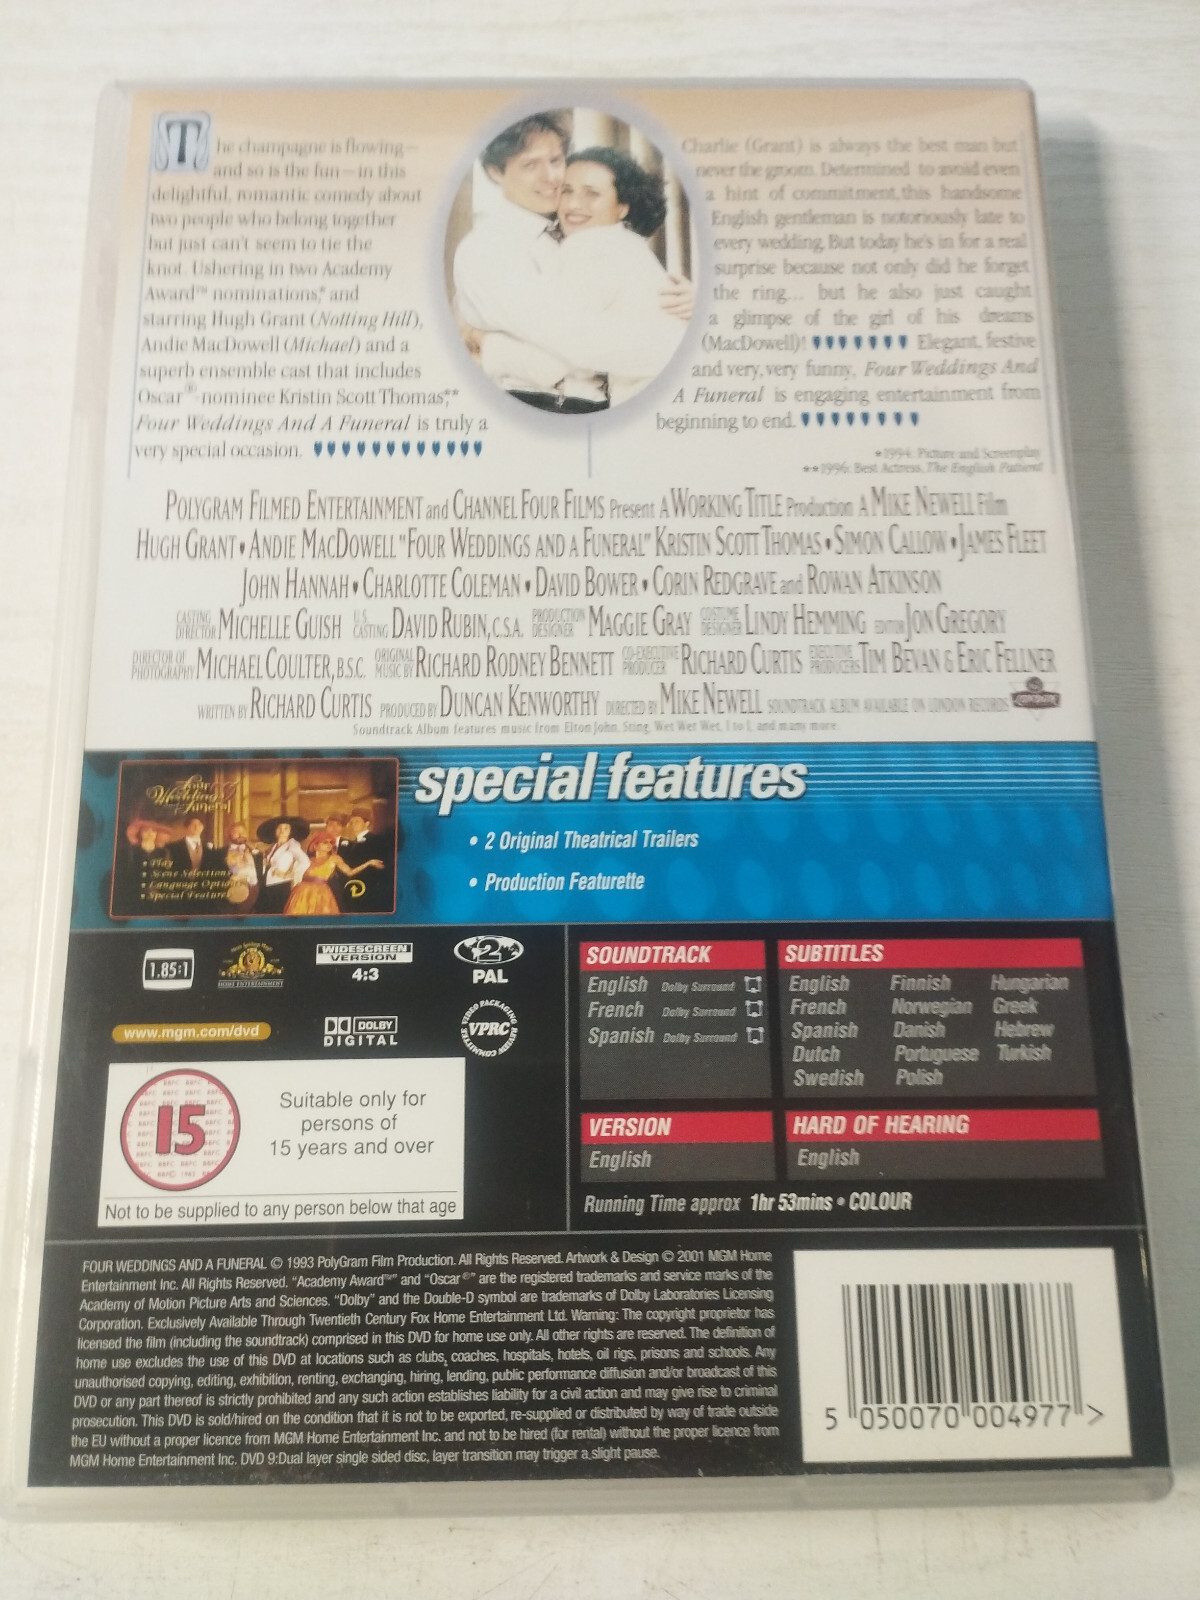 The champagne is flowing—
and so is the fun—in this
delightful, romantic comedy about
two people who belong together
but just can't seem to tie the
knot. Ushering in two Academy
Award™ nominations,* and
starring Hugh Grant (Notting Hill),
Andie MacDowell (Michael) and a
superb ensemble cast that includes
Oscar®-nominee Kristin Scott Thomas,**
Four Weddings And A Funeral is truly a
very special occasion.
Charlie (Grant) is always the best man but
never the groom. Determined to avoid even
a hint of commitment, this handsome
English gentleman is notoriously late to
every wedding. But today he's in for a real
surprise because not only did he forget
the ring... but he also just caught
a glimpse of the girl of his dreams
(MacDowell)! Elegant, festive
and very, very funny, Four Weddings And
A Funeral is engaging entertainment from
beginning to end.
*1994: Picture and Screenplay
**1996: Best Actress, The English Patient
POLYGRAM FILMED ENTERTAINMENT and CHANNEL FOUR FILMS Present A WORKING TITLE Production A MIKE NEWELL Film
HUGH GRANT • ANDIE MACDOWELL "FOUR WEDDINGS AND A FUNERAL" KRISTIN SCOTT THOMAS • SIMON CALLOW • JAMES FLEET
JOHN HANNAH • CHARLOTTE COLEMAN • DAVID BOWER • CORIN REDGRAVE and ROWAN ATKINSON
CASTING DIRECTOR MICHELLE GUISH U.S. CASTING DAVID RUBIN, C.S.A. PRODUCTION DESIGNER MAGGIE GRAY COSTUME DESIGNER LINDY HEMMING EDITOR JON GREGORY
DIRECTOR OF PHOTOGRAPHY MICHAEL COULTER, B.S.C. ORIGINAL MUSIC BY RICHARD RODNEY BENNETT CO-EXECUTIVE PRODUCER RICHARD CURTIS EXECUTIVE PRODUCERS TIM BEVAN & ERIC FELLNER
WRITTEN BY RICHARD CURTIS PRODUCED BY DUNCAN KENWORTHY DIRECTED BY MIKE NEWELL SOUNDTRACK ALBUM AVAILABLE ON LONDON RECORDS LONDON
Soundtrack Album features music from Elton John, Sting, Wet Wet Wet, 1 to 1, and many more
special features
Four Weddings Funeral
• Play
• Scene Selections
• Language Options
• Special Features
• 2 Original Theatrical Trailers
• Production Featurette
1.85:1
HOME ENTERTAINMENT
WIDESCREEN VERSION
4:3
2
PAL
www.mgm.com/dvd
DOLBY DIGITAL
VIDEO PACKAGING REVIEW COMMITTEE VPRC
15
Suitable only for
persons of
15 years and over
Not to be supplied to any person below that age
SOUNDTRACK
English Dolby Surround
French Dolby Surround
Spanish Dolby Surround
SUBTITLES
English Finnish Hungarian
French Norwegian Greek
Spanish Danish Hebrew
Dutch Portuguese Turkish
Swedish Polish
VERSION
English
HARD OF HEARING
English
Running Time approx 1hr 53mins • COLOUR
FOUR WEDDINGS AND A FUNERAL © 1993 PolyGram Film Production. All Rights Reserved. Artwork & Design © 2001 MGM Home
Entertainment Inc. All Rights Reserved. "Academy Award™" and "Oscar®" are the registered trademarks and service marks of the
Academy of Motion Picture Arts and Sciences. "Dolby" and the Double-D symbol are trademarks of Dolby Laboratories Licensing
Corporation. Exclusively Available Through Twentieth Century Fox Home Entertainment Ltd. Warning: The copyright proprietor has
licensed the film (including the soundtrack) comprised in this DVD for home use only. All other rights are reserved. The definition of
home use excludes the use of this DVD at locations such as clubs, coaches, hospitals, hotels, oil rigs, prisons and schools. Any
unauthorised copying, editing, exhibition, renting, exchanging, hiring, lending, public performance diffusion and/or broadcast of this
DVD or any part thereof is strictly prohibited and any such action establishes liability for a civil action and may give rise to criminal
prosecution. This DVD is sold/hired on the condition that it is not to be exported, re-supplied or distributed by way of trade outside
the EU without a proper licence from MGM Home Entertainment Inc. and not to be hired (for rental) without the proper licence from
MGM Home Entertainment Inc. DVD 9:Dual layer single sided disc, layer transition may trigger a slight pause.
5 050070 004977 >